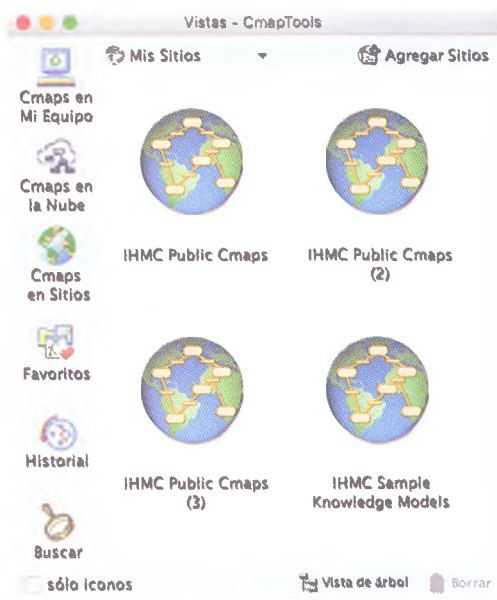 Vistas - CmapTools
Mis Sitios
Agregar Sitios
Cmaps en
Mi Equipo
Cmaps en
la Nube
Cmaps
en Sitios
Favoritos
Historial
Buscar
IHMC Public Cmaps
IHMC Public Cmaps
(2)
IHMC Public Cmaps
(3)
IHMC Sample
Knowledge Models
sólo iconos
Vista de árbol
Borrar